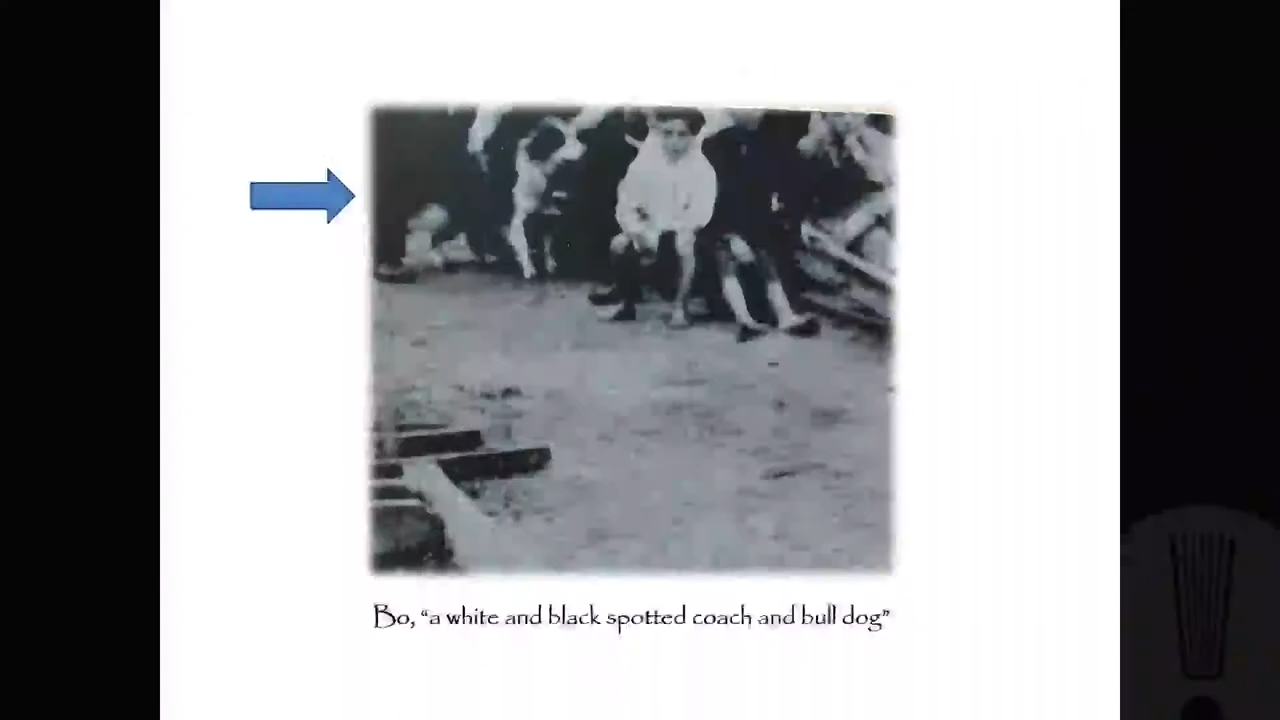 Bo, “a white and black spotted coach and bull dog”